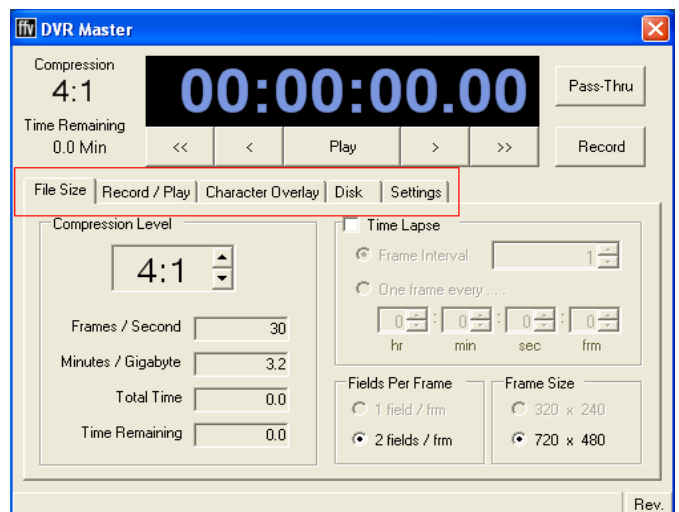 ffv DVR Master
Compression
4:1
00:00:00.00
Pass-Thru
Time Remaining
0.0 Min
<< < Play > >>
Record
File Size Record / Play Character Overlay Disk Settings
Compression Level
4:1
Frames / Second 30
Minutes / Gigabyte 3.2
Total Time 0.0
Time Remaining 0.0
Time Lapse
Frame Interval 1
One frame every . . .
0 : 0 : 0 : 0
hr min sec frm
Fields Per Frame
1 field / frm
2 fields / frm
Frame Size
320 x 240
720 x 480
Rev.